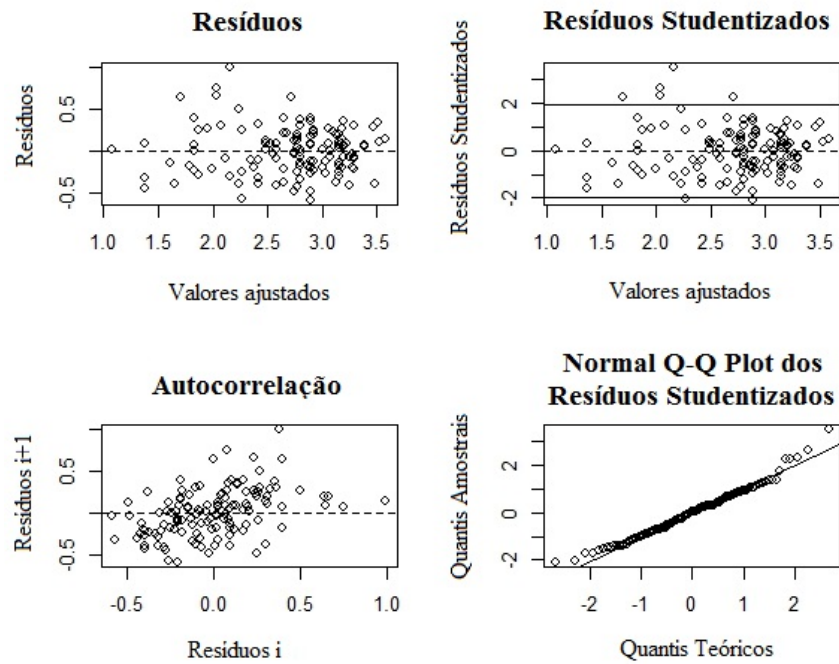 Resíduos
Resíduos
0.5
-0.5
1.0 1.5 2.0 2.5 3.0 3.5
Valores ajustados
Resíduos Studentizados
Resíduos Studentizados
2
0
-2
1.0 1.5 2.0 2.5 3.0 3.5
Valores ajustados
Autocorrelação
Resíduos i+1
0.5
-0.5
-0.5 0.0 0.5 1.0
Resíduos i
Normal Q-Q Plot dos
Resíduos Studentizados
Quantis Amostrais
2
0
-2
-2 -1 0 1 2
Quantis Teóricos